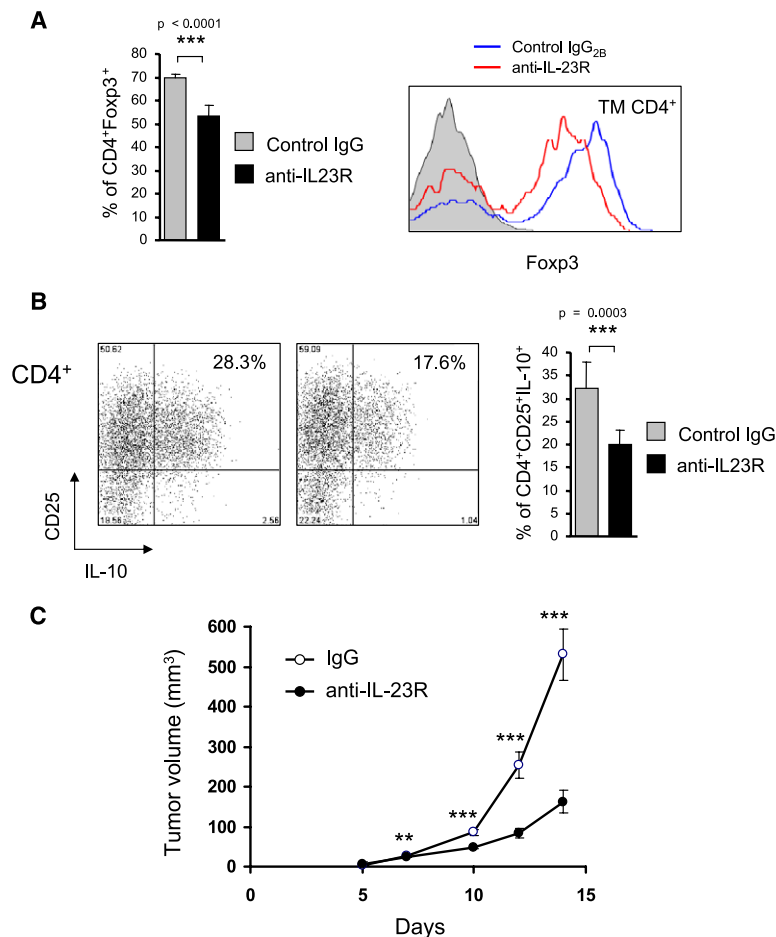 A
p < 0.0001
***
80
70
60
50
40
30
20
10
0
% of CD4⁺Foxp3⁺
Control IgG
anti-IL23R
Control IgG₂B
anti-IL-23R
TM CD4⁺
Foxp3
B
CD4⁺
50.62
28.3%
18.56
2.56
59.09
17.6%
22.24
1.04
CD25
IL-10
p = 0.0003
***
40
35
30
25
20
15
10
5
0
% of CD4⁺CD25⁺IL-10⁺
Control IgG
anti-IL23R
C
600
500
400
300
200
100
0
Tumor volume (mm³)
IgG
anti-IL-23R
**
***
***
***
0
5
10
15
Days